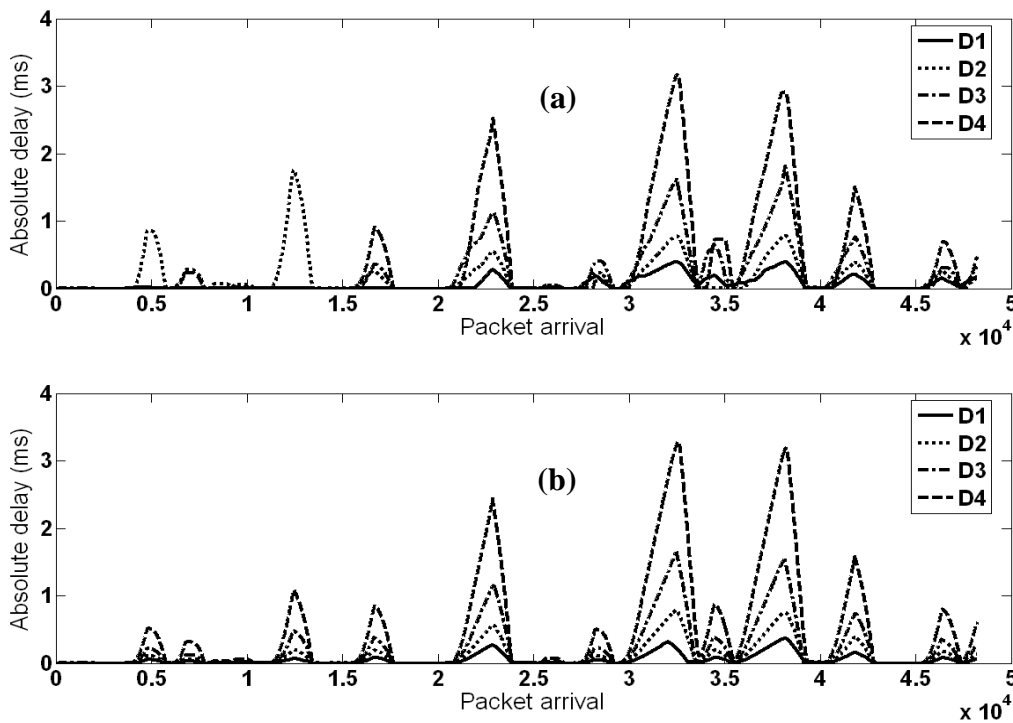 4
3
2
1
0
Absolute delay (ms)
(a)
D1
D2
D3
D4
0 0.5 1 1.5 2 2.5 3 3.5 4 4.5 5
Packet arrival
x 10^4
4
3
2
1
0
Absolute delay (ms)
(b)
D1
D2
D3
D4
0 0.5 1 1.5 2 2.5 3 3.5 4 4.5 5
Packet arrival
x 10^4